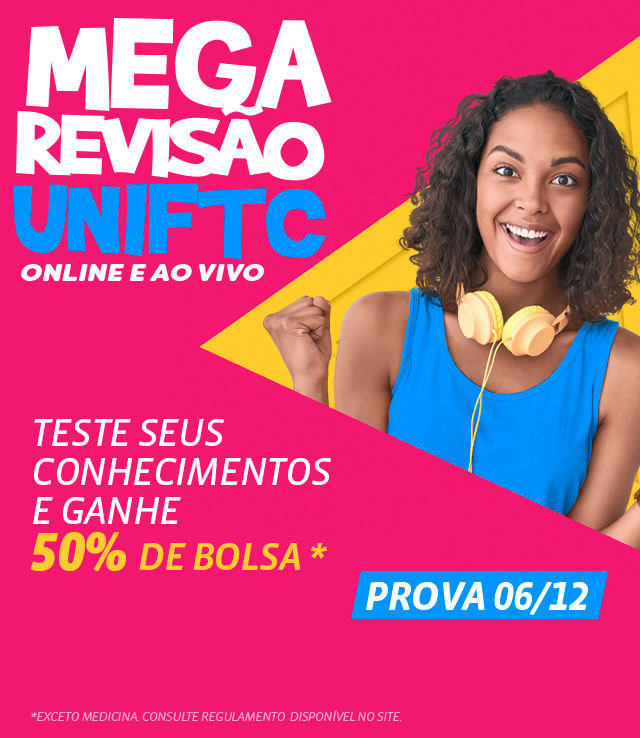 MEGA
REVISÃO
UNIFTC
ONLINE E AO VIVO
TESTE SEUS
CONHECIMENTOS
E GANHE
50% DE BOLSA *
PROVA 06/12
*EXCETO MEDICINA, CONSULTE REGULAMENTO DISPONÍVEL NO SITE,